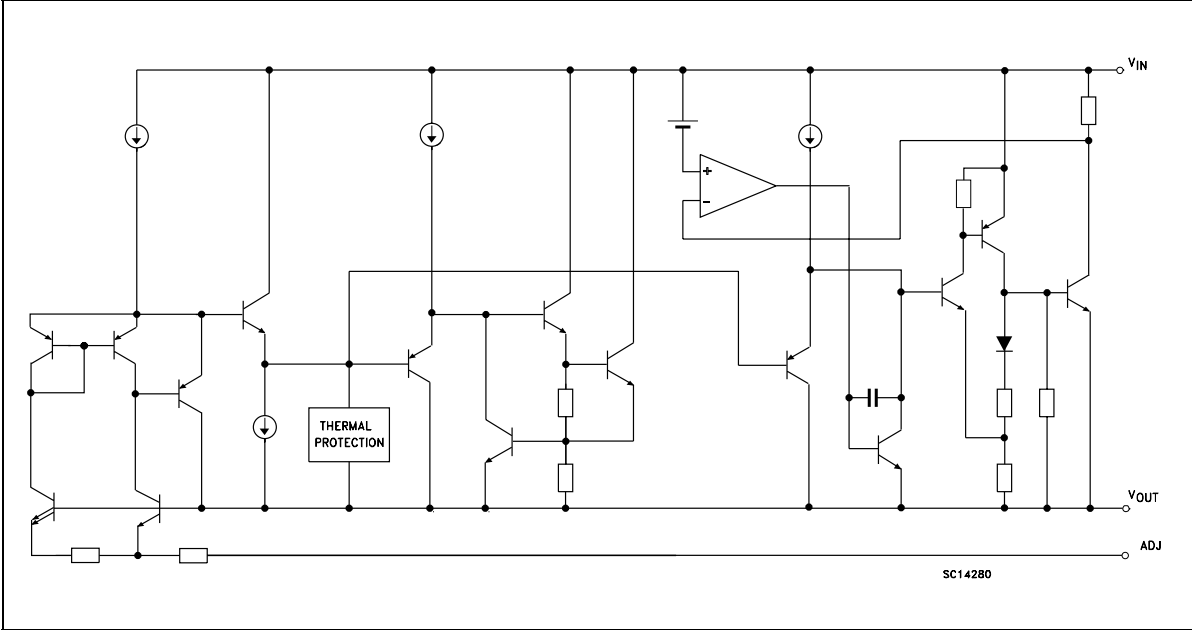 VIN
+
-
THERMAL
PROTECTION
VOUT
ADJ
SC14280